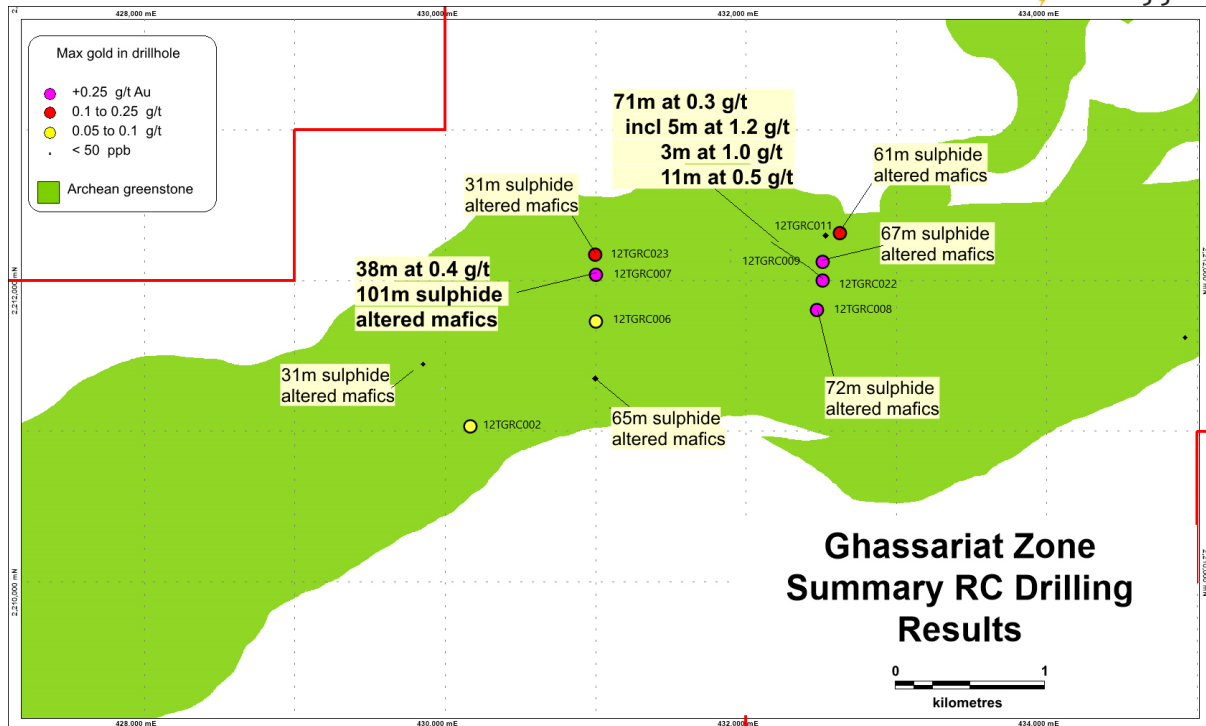 428,000 mE
430,000 mE
432,000 mE
434,000 mE
Max gold in drillhole
+0.25 g/t Au
0.1 to 0.25 g/t
0.05 to 0.1 g/t
< 50 ppb
Archean greenstone
71m at 0.3 g/t
incl 5m at 1.2 g/t
3m at 1.0 g/t
11m at 0.5 g/t
61m sulphide
altered mafics
31m sulphide
altered mafics
12TGRC011
67m sulphide
altered mafics
12TGRC023
12TGRC009
38m at 0.4 g/t
101m sulphide
altered mafics
12TGRC007
12TGRC022
2,212,000 mN
12TGRC008
12TGRC006
31m sulphide
altered mafics
72m sulphide
altered mafics
65m sulphide
altered mafics
12TGRC002
Ghassariat Zone
Summary RC Drilling
Results
2,210,000 mN
0
1
kilometres
428,000 mE
430,000 mE
432,000 mE
434,000 mE